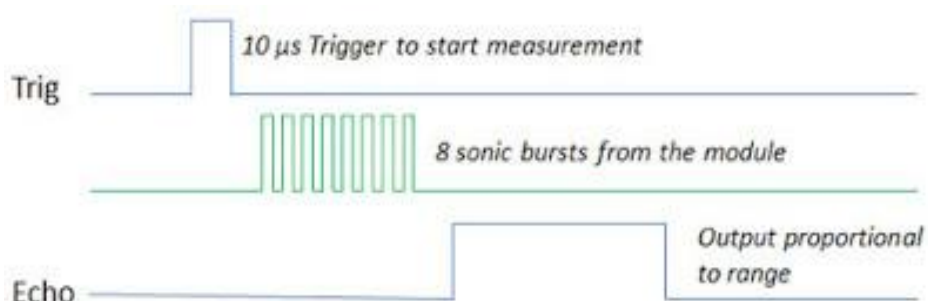 10 µs Trigger to start measurement
Trig
8 sonic bursts from the module
Output proportional
to range
Echo